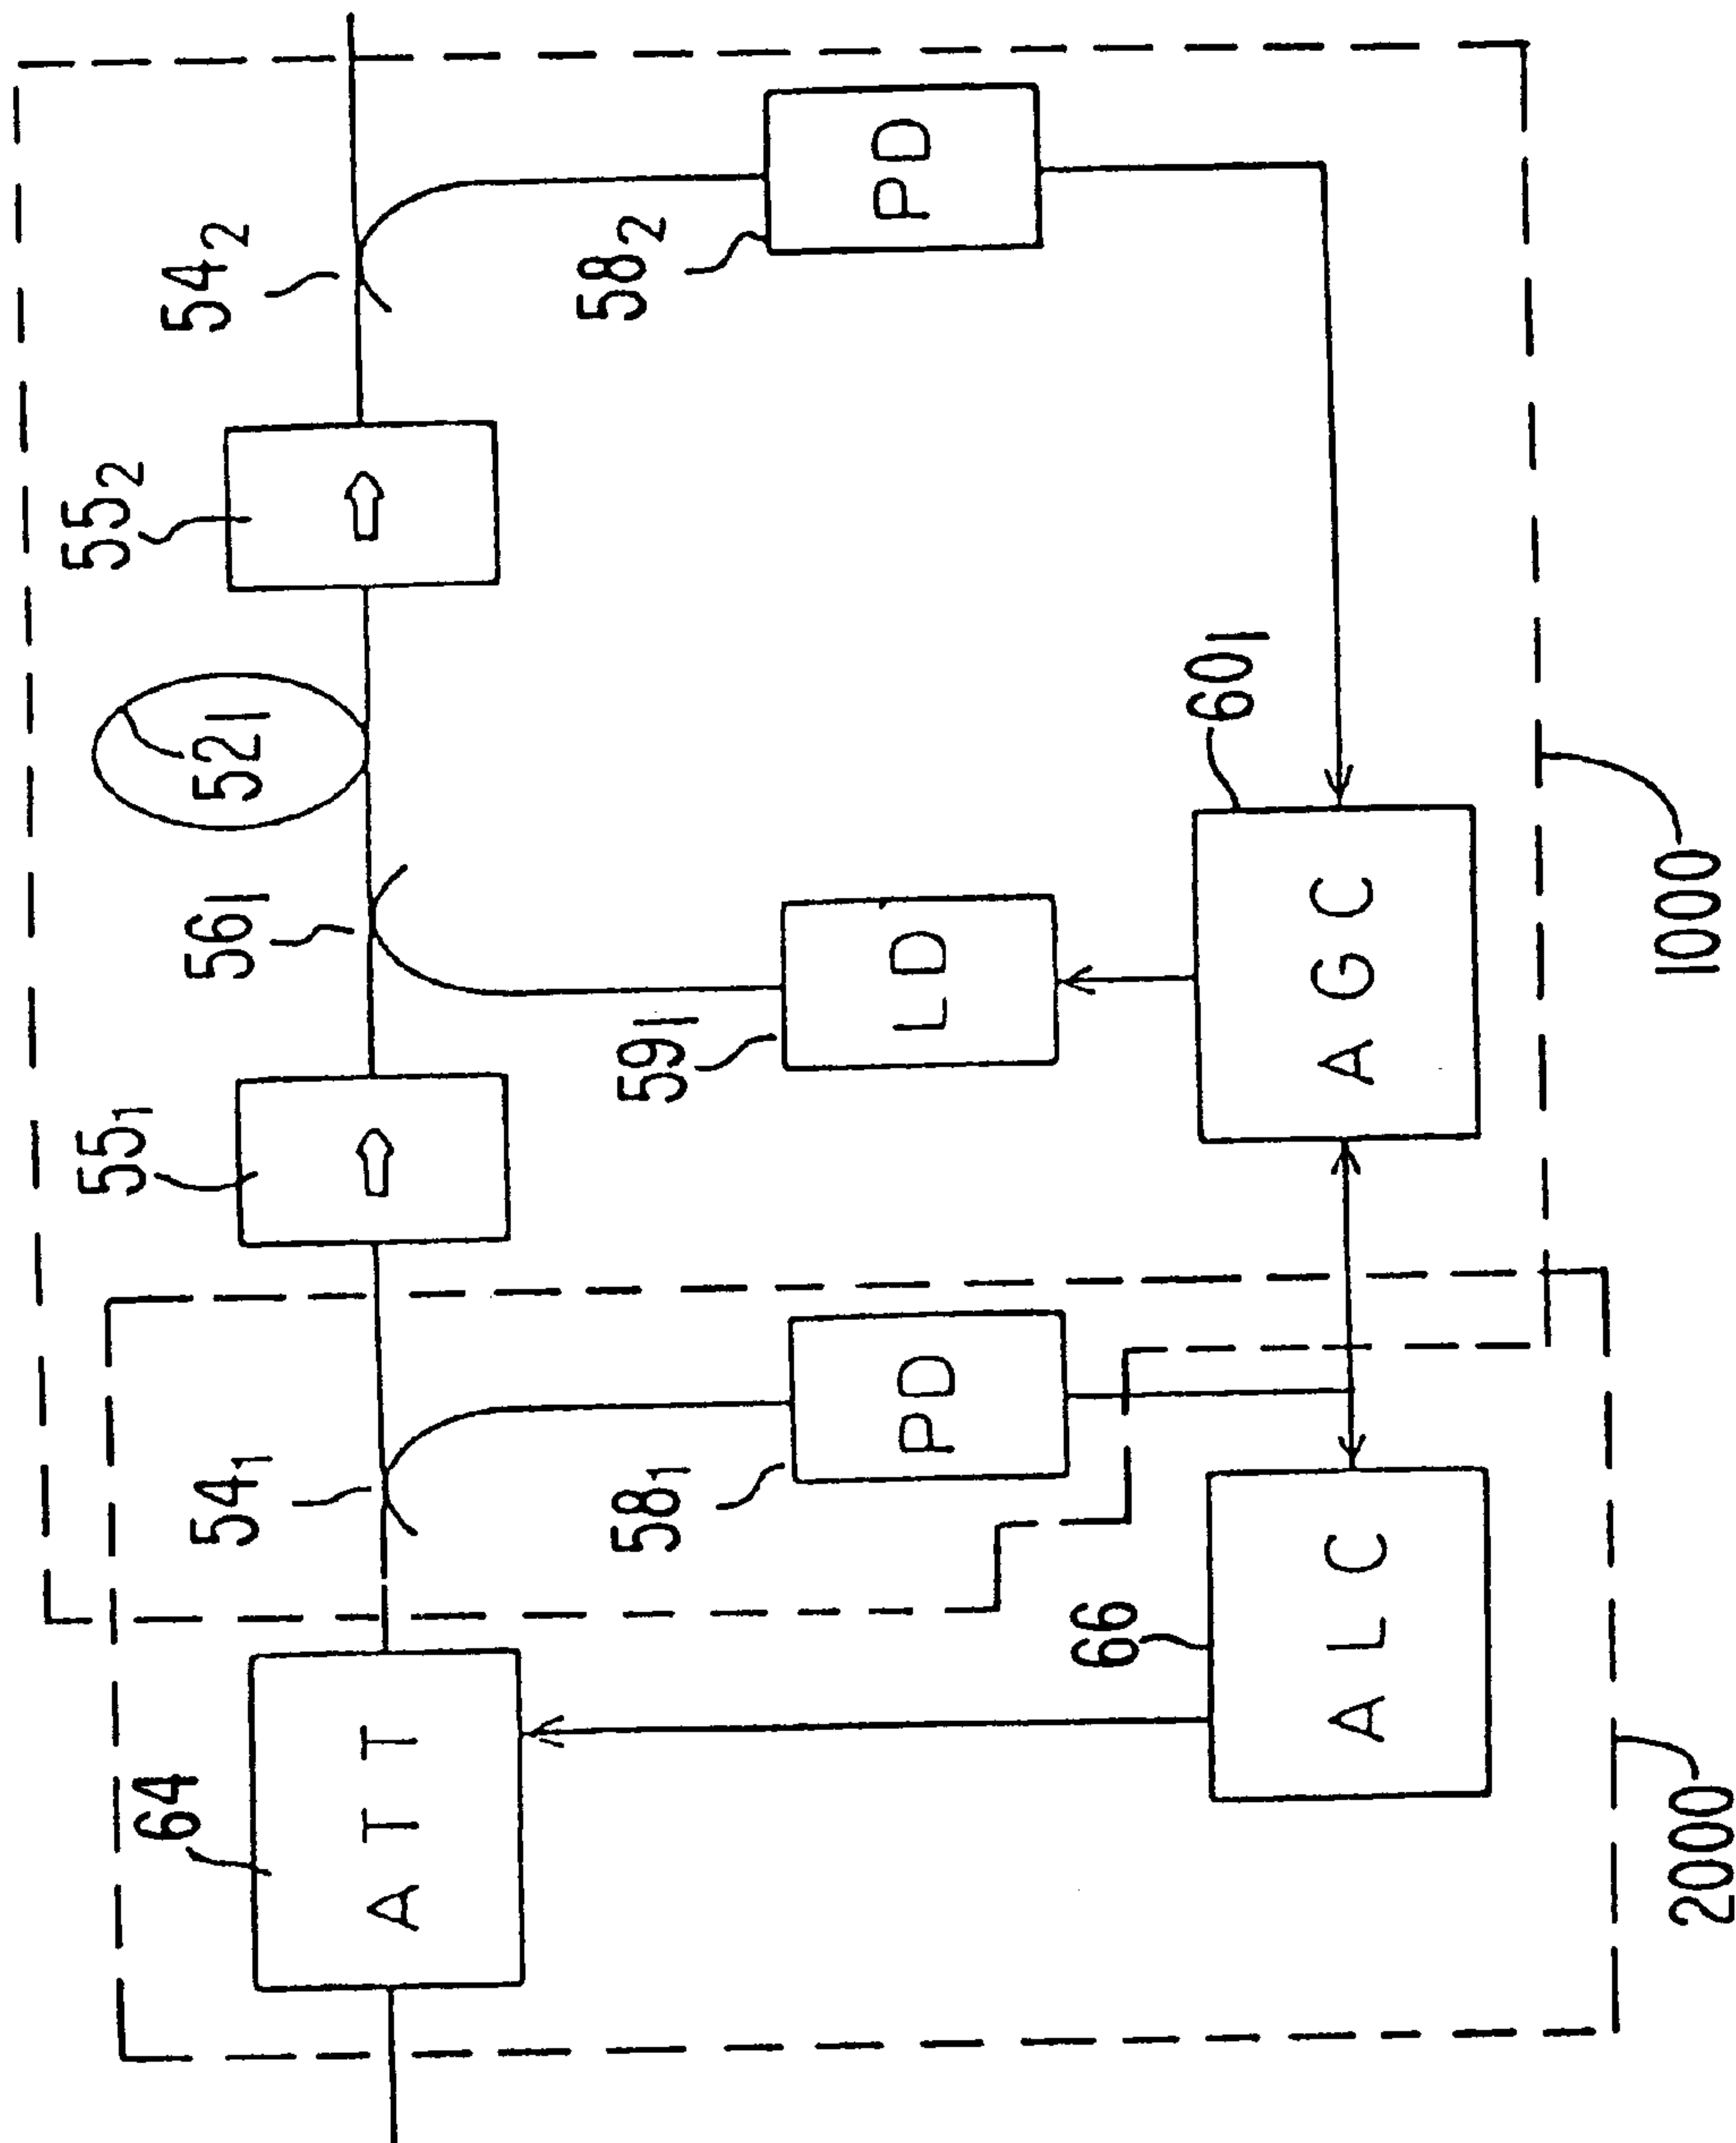 55₁
55₂
52₁
54₁
56₁
54₂
64
ATT
58₁
PD
59₁
LD
58₂
PD
66
ALC
60₁
AGC
2000
1000